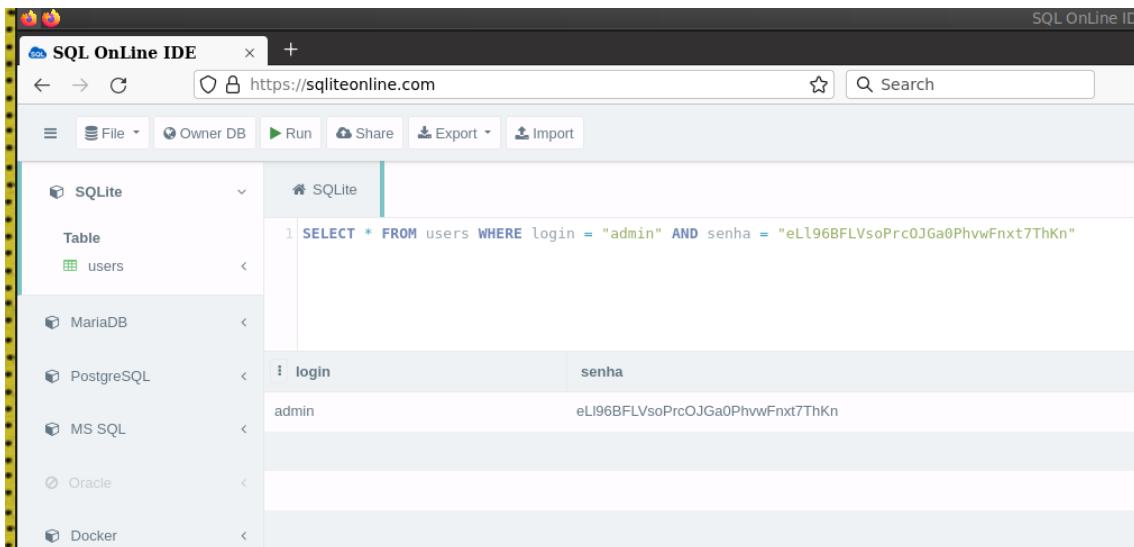 SQL OnLine ID
SQL OnLine IDE
https://sqliteonline.com
Search
File
Owner DB
Run
Share
Export
Import
SQLite
SQLite
Table
users
1 SELECT * FROM users WHERE login = "admin" AND senha = "eLl96BFLVsoPrcOJGa0PhvwFnxt7ThKn"
MariaDB
PostgreSQL
login
senha
admin
eLl96BFLVsoPrcOJGa0PhvwFnxt7ThKn
MS SQL
Oracle
Docker